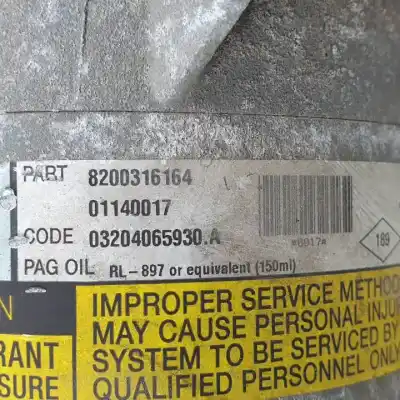 PART 8200316164
01140017
CODE 03204065930.A
189
PAG OIL RL-897 or equivalent (150ml)
IMPROPER SERVICE METHOD
MAY CAUSE PERSONAL INJU
SYSTEM TO BE SERVICED BY
QUALIFIED PERSONNEL ONLY
N
RANT
SURE